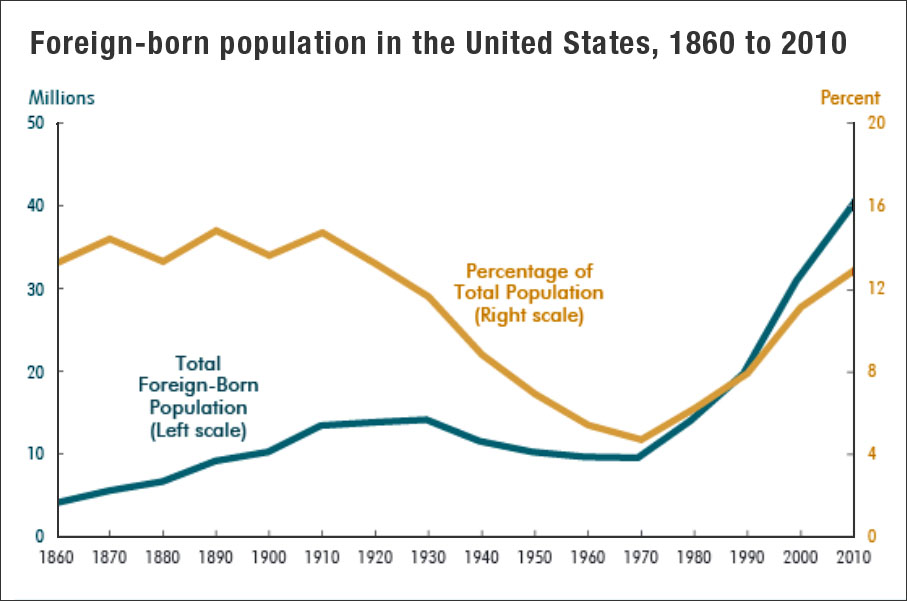 Foreign-born population in the United States, 1860 to 2010
Millions
Percent
50
40
30
20
10
0
20
16
12
8
4
0
Percentage of
Total Population
(Right scale)
Total
Foreign-Born
Population
(Left scale)
1860 1870 1880 1890 1900 1910 1920 1930 1940 1950 1960 1970 1980 1990 2000 2010